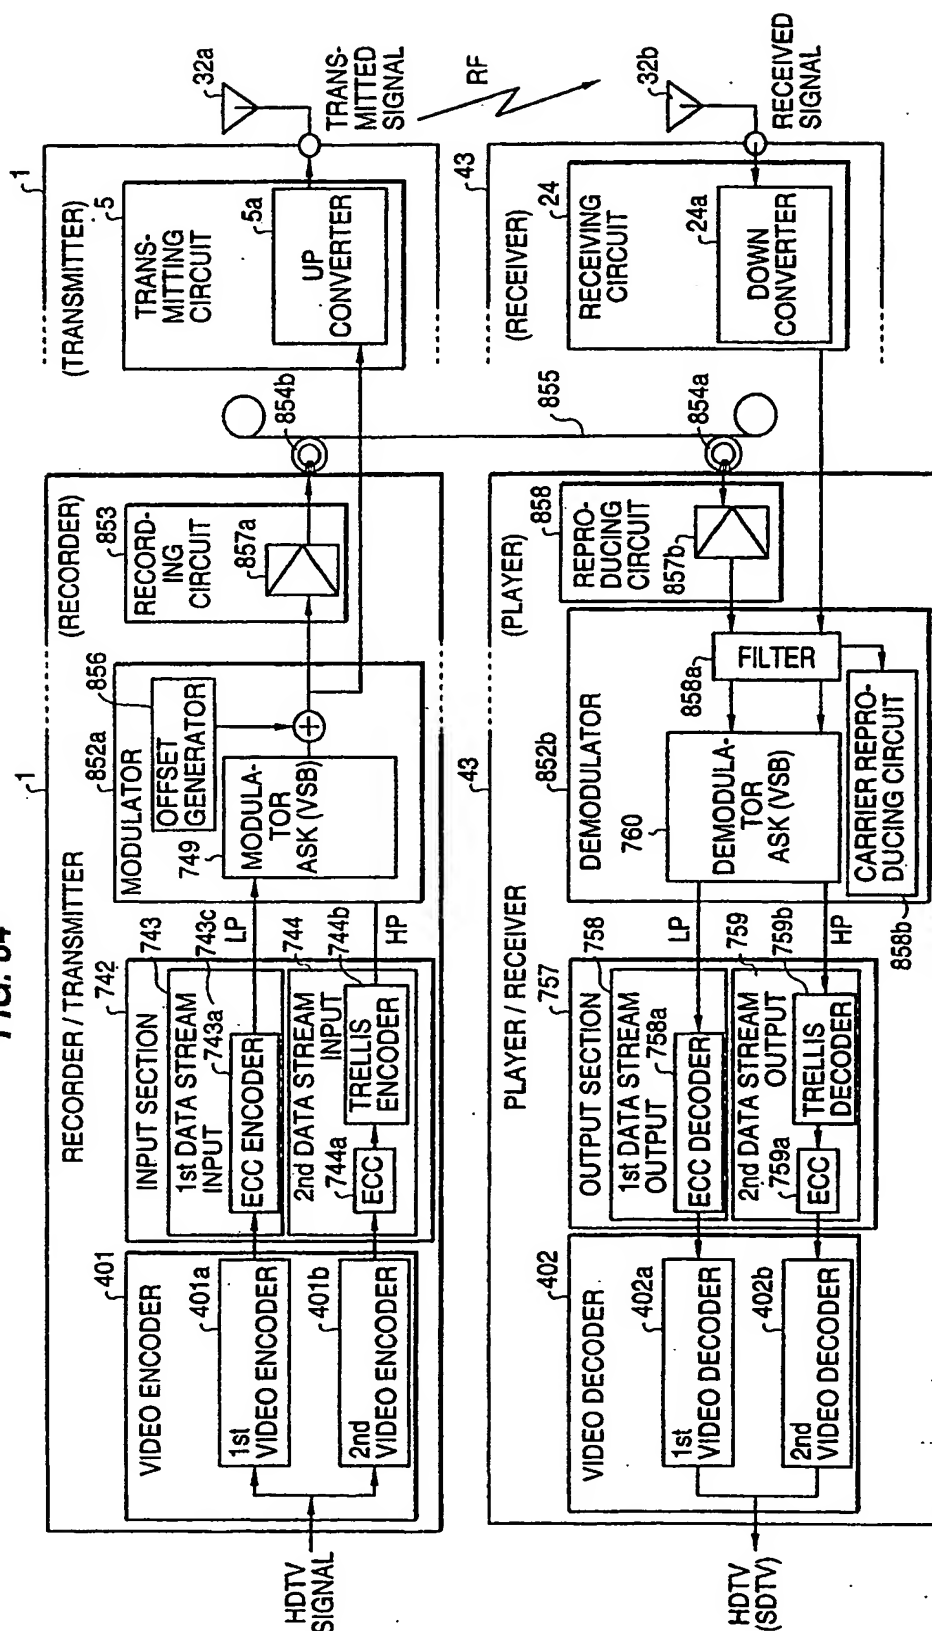 FIG. 84
HDTV
SIGNAL
RECORDER / TRANSMITTER
1
VIDEO ENCODER
401
1st
VIDEO ENCODER
401a
2nd
VIDEO ENCODER
401b
INPUT SECTION
742
1st DATA STREAM
INPUT
743
743c
743a
ECC ENCODER
2nd DATA STREAM
INPUT
744
744a
ECC
744b
TRELLIS
ENCODER
LP
HP
MODULATOR
852a
OFFSET
GENERATOR
856
749
MODULA-
TOR
ASK (VSB)
(RECORDER)
RECORD-
ING
CIRCUIT
853
857a
854b
(TRANSMITTER)
1
TRANS-
MITTING
CIRCUIT
5
UP
CONVERTER
5a
32a
TRANS-
MITTED
SIGNAL
RF
855
HDTV
(SDTV)
PLAYER / RECEIVER
43
VIDEO DECODER
402
1st
VIDEO DECODER
402a
2nd
VIDEO DECODER
402b
OUTPUT SECTION
757
1st DATA STREAM
OUTPUT
758
758a
ECC DECODER
2nd DATA STREAM
OUTPUT
759
759a
ECC
759b
TRELLIS
DECODER
LP
HP
DEMODULATOR
852b
760
DEMODULA-
TOR
ASK (VSB)
858a
FILTER
CARRIER REPRO-
DUCING CIRCUIT
858b
(PLAYER)
REPRO-
DUCING
CIRCUIT
858
857b
854a
(RECEIVER)
43
RECEIVING
CIRCUIT
24
DOWN
CONVERTER
24a
32b
RECEIVED
SIGNAL